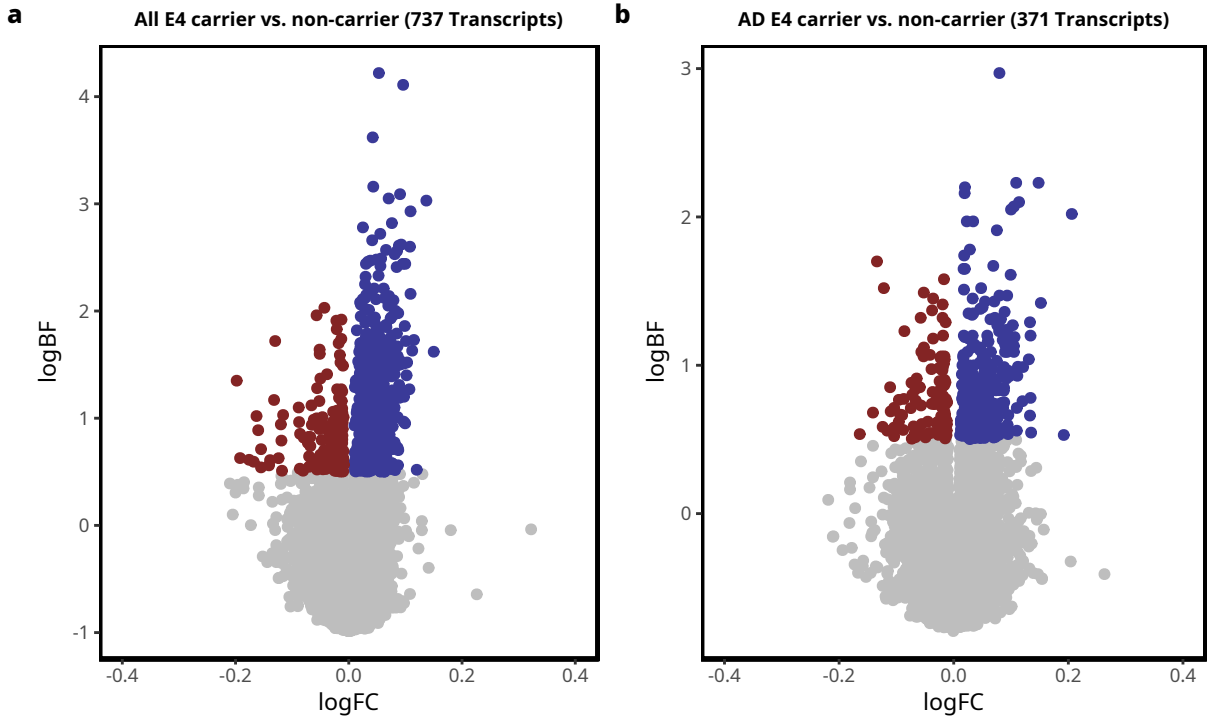 a
All E4 carrier vs. non-carrier (737 Transcripts)
4
3
2
1
0
-1
logBF
-0.4
-0.2
0.0
0.2
0.4
logFC
b
AD E4 carrier vs. non-carrier (371 Transcripts)
3
2
1
0
logBF
-0.4
-0.2
0.0
0.2
0.4
logFC